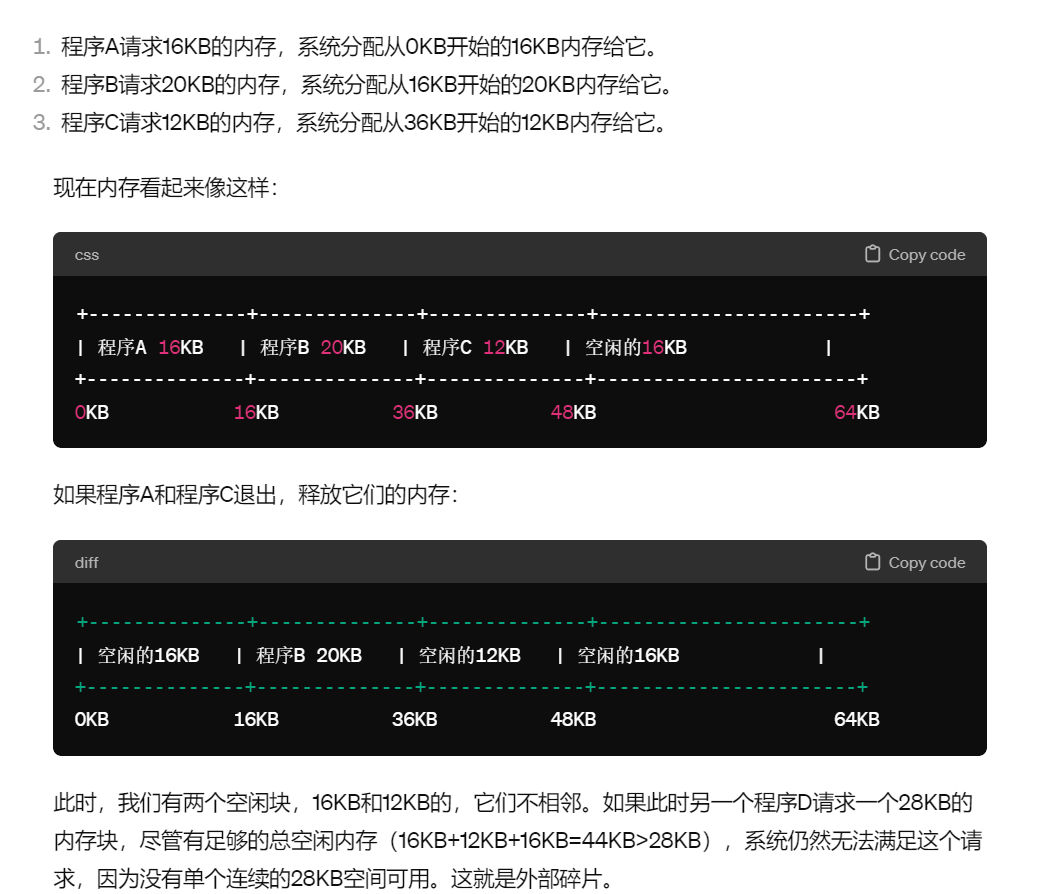 1. 程序A请求16KB的内存，系统分配从0KB开始的16KB内存给它。
2. 程序B请求20KB的内存，系统分配从16KB开始的20KB内存给它。
3. 程序C请求12KB的内存，系统分配从36KB开始的12KB内存给它。
现在内存看起来像这样：
css Copy code
+--------------+--------------+--------------+-----------------------+
| 程序A 16KB   | 程序B 20KB   | 程序C 12KB   | 空闲的16KB            |
+--------------+--------------+--------------+-----------------------+
0KB           16KB          36KB          48KB                     64KB
如果程序A和程序C退出，释放它们的内存：
diff Copy code
+--------------+--------------+--------------+-----------------------+
| 空闲的16KB   | 程序B 20KB   | 空闲的12KB   | 空闲的16KB            |
+--------------+--------------+--------------+-----------------------+
0KB           16KB          36KB          48KB                     64KB
此时，我们有两个空闲块，16KB和12KB的，它们不相邻。如果此时另一个程序D请求一个28KB的
内存块，尽管有足够的总空闲内存（16KB+12KB+16KB=44KB>28KB），系统仍然无法满足这个请
求，因为没有单个连续的28KB空间可用。这就是外部碎片。